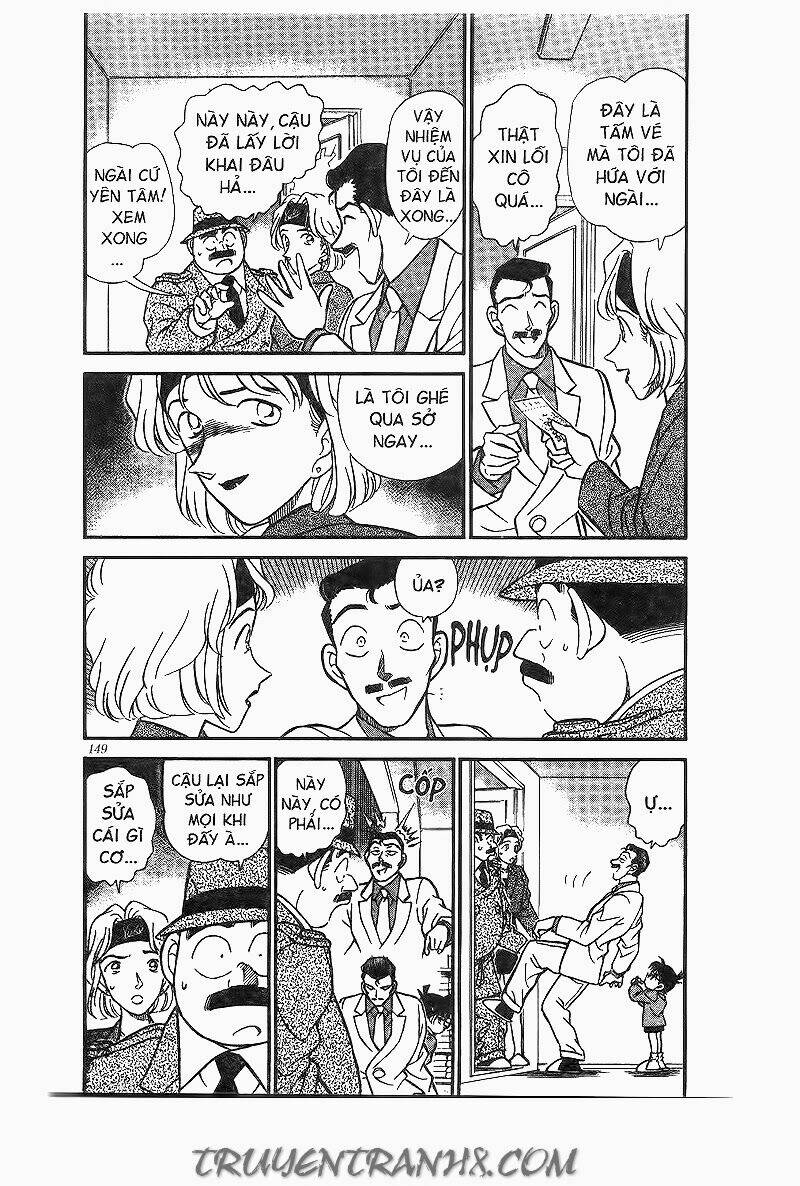 ĐÂY LÀ
TẤM VÉ
MÀ TÔI ĐÃ
HỨA VỚI
NGÀI...
THẬT
XIN LỖI
CÔ
QUÁ...
VẬY
NHIỆM
VỤ CỦA
TÔI ĐẾN
ĐÂY LÀ
XONG...
NÀY NÀY, CẬU
ĐÃ LẤY LỜI
KHAI ĐÂU
HẢ...
NGÀI CỨ
YÊN TÂM!
XEM
XONG
...
LÀ TÔI GHÉ
QUA SỞ
NGAY...
ỦA?
PHỤP
149
Ự...
CỐP
NÀY
NÀY, CÓ
PHẢI...
CẬU LẠI SẮP
SỬA NHƯ
MỌI KHI
ĐẤY À...
SẮP
SỬA
CÁI GÌ
CƠ...
TRUYENTRANH8.COM